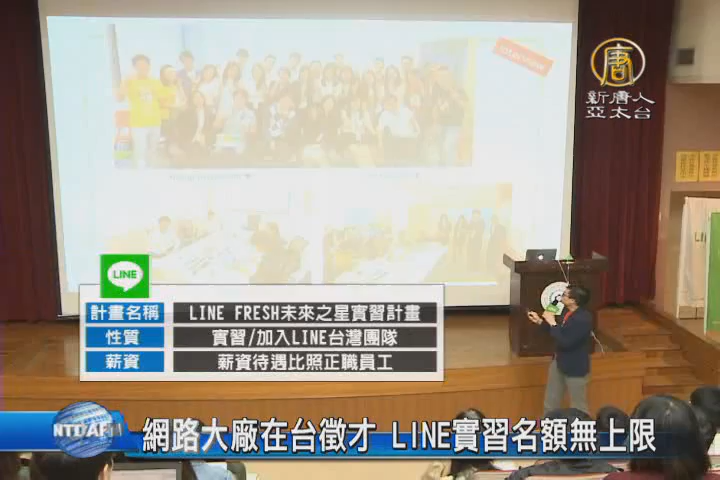 Interview
唐
新唐人
亞太台
LINE
計畫名稱 LINE FRESH未來之星實習計畫
性質 實習/加入LINE台灣團隊
薪資 薪資待遇比照正職員工
NTDAPTV
網路大廠在台徵才 LINE實習名額無上限